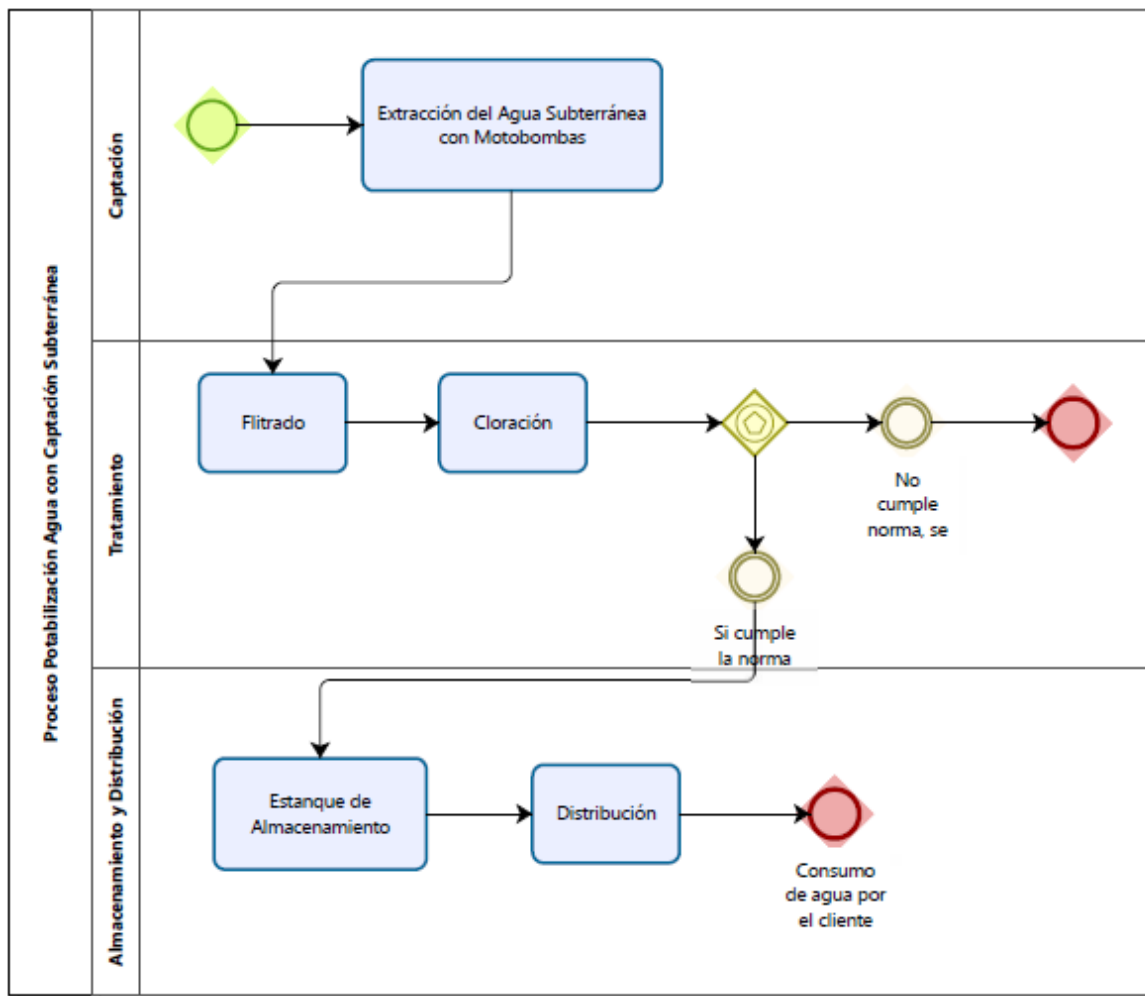 Proceso Potabilización Agua con Captación Subterránea
Captación
Extracción del Agua Subterránea
con Motobombas
Tratamiento
Flitrado
Cloración
No
cumple
norma, se
Si cumple
la norma
Almacenamiento y Distribución
Estanque de
Almacenamiento
Distribución
Consumo
de agua por
el cliente